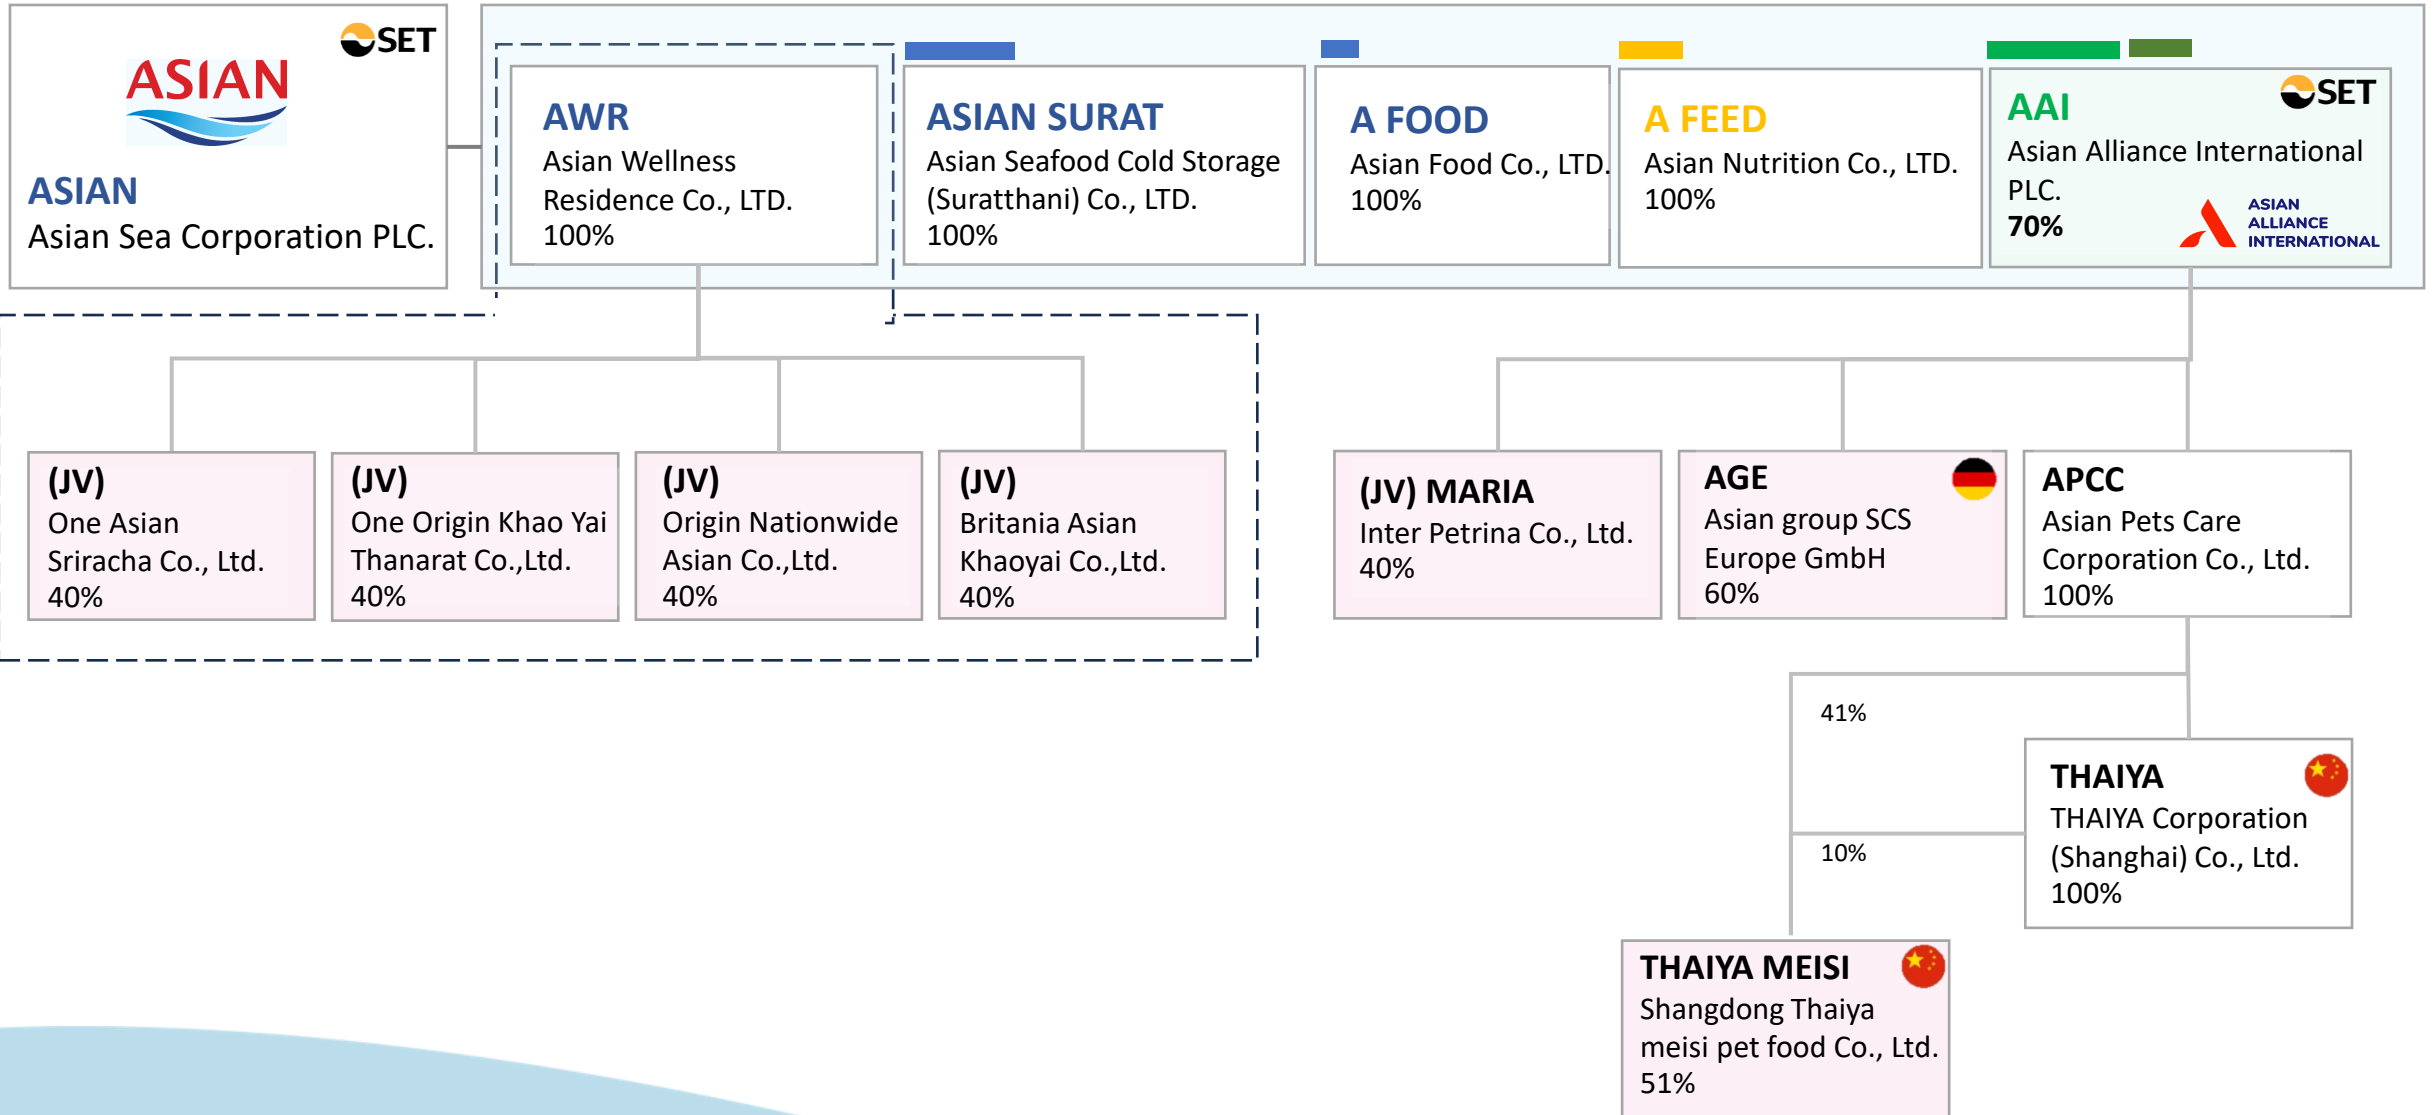 SET
ASIAN
ASIAN
Asian Sea Corporation PLC.
AWR
Asian Wellness
Residence Co., LTD.
100%
ASIAN SURAT
Asian Seafood Cold Storage
(Suratthani) Co., LTD.
100%
A FOOD
Asian Food Co., LTD.
100%
A FEED
Asian Nutrition Co., LTD.
100%
SET
AAI
Asian Alliance International
PLC.
70%
ASIAN
ALLIANCE
INTERNATIONAL
(JV)
One Asian
Sriracha Co., Ltd.
40%
(JV)
One Origin Khao Yai
Thanarat Co.,Ltd.
40%
(JV)
Origin Nationwide
Asian Co.,Ltd.
40%
(JV)
Britania Asian
Khaoyai Co.,Ltd.
40%
(JV) MARIA
Inter Petrina Co., Ltd.
40%
AGE
Asian group SCS
Europe GmbH
60%
APCC
Asian Pets Care
Corporation Co., Ltd.
100%
41%
10%
THAIYA
THAIYA Corporation
(Shanghai) Co., Ltd.
100%
THAIYA MEISI
Shangdong Thaiya
meisi pet food Co., Ltd.
51%